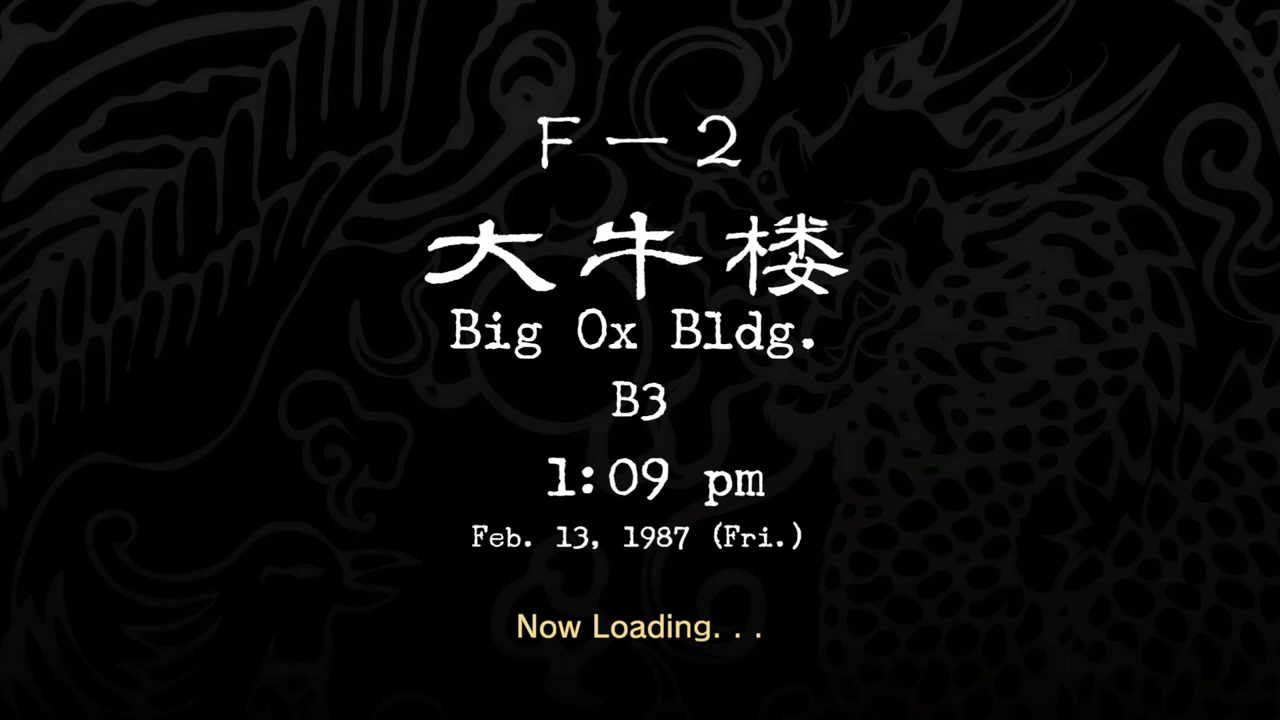 F－2
大牛楼
Big Ox Bldg.
B3
1:09 pm
Feb. 13, 1987 (Fri.)
Now Loading. . .